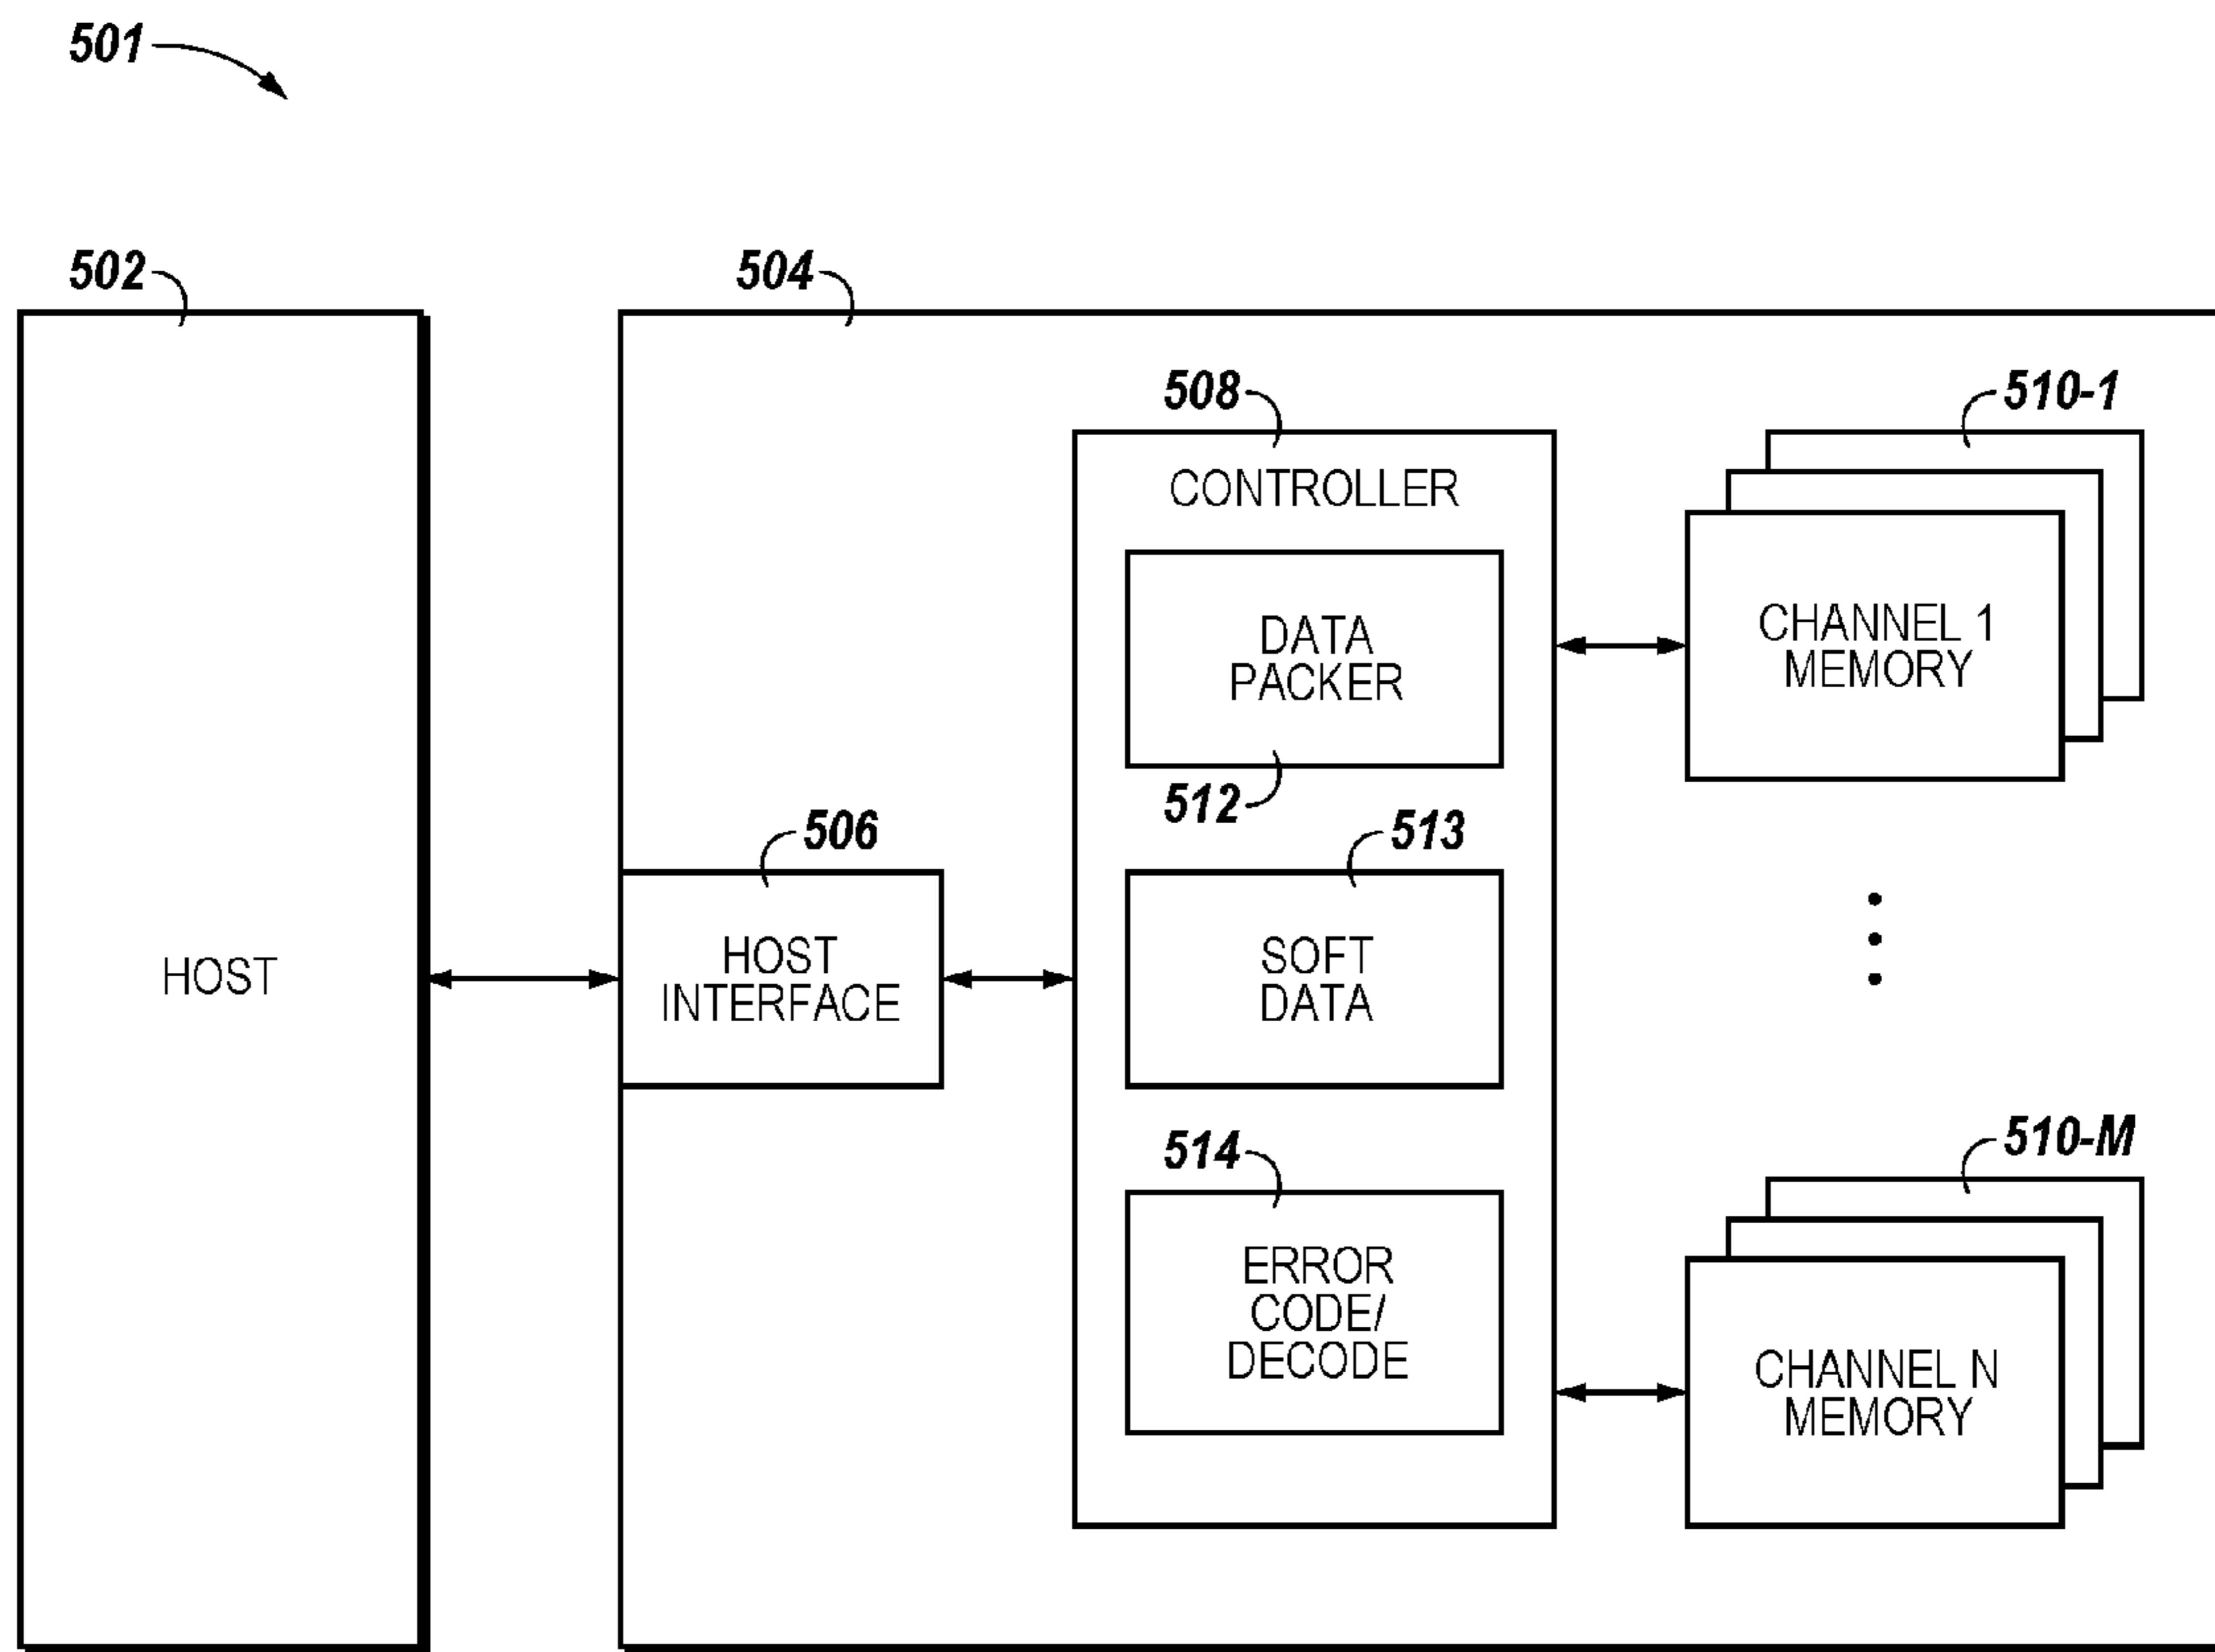 501
502
504
508
510-1
CONTROLLER
DATA
PACKER
CHANNEL 1
MEMORY
512
506
513
HOST
HOST
INTERFACE
SOFT
DATA
514
510-M
ERROR
CODE/
DECODE
CHANNEL N
MEMORY